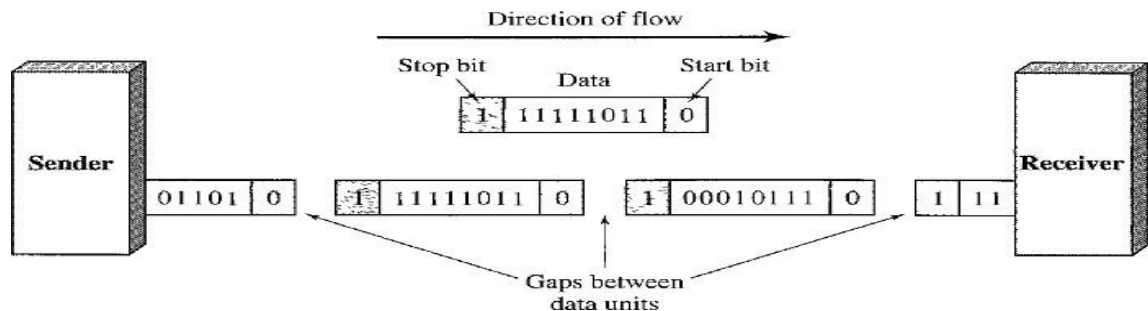 Direction of flow
Stop bit
Data
Start bit
1 11111011 0
Sender
Receiver
01101 0
1 11111011 0
1 00010111 0
1 11
Gaps between
data units